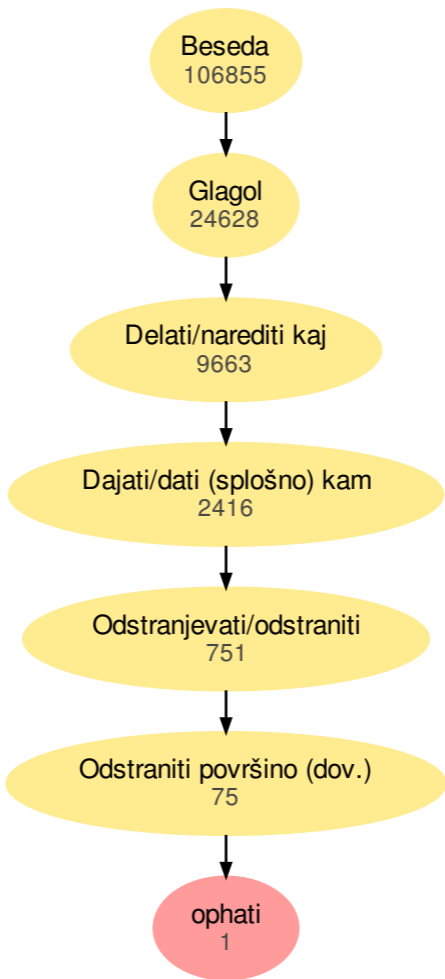 Beseda
106855
Glagol
24628
Delati/narediti kaj
9663
Dajati/dati (splošno) kam
2416
Odstranjevati/odstraniti
751
Odstraniti površino (dov.)
75
ophati
1